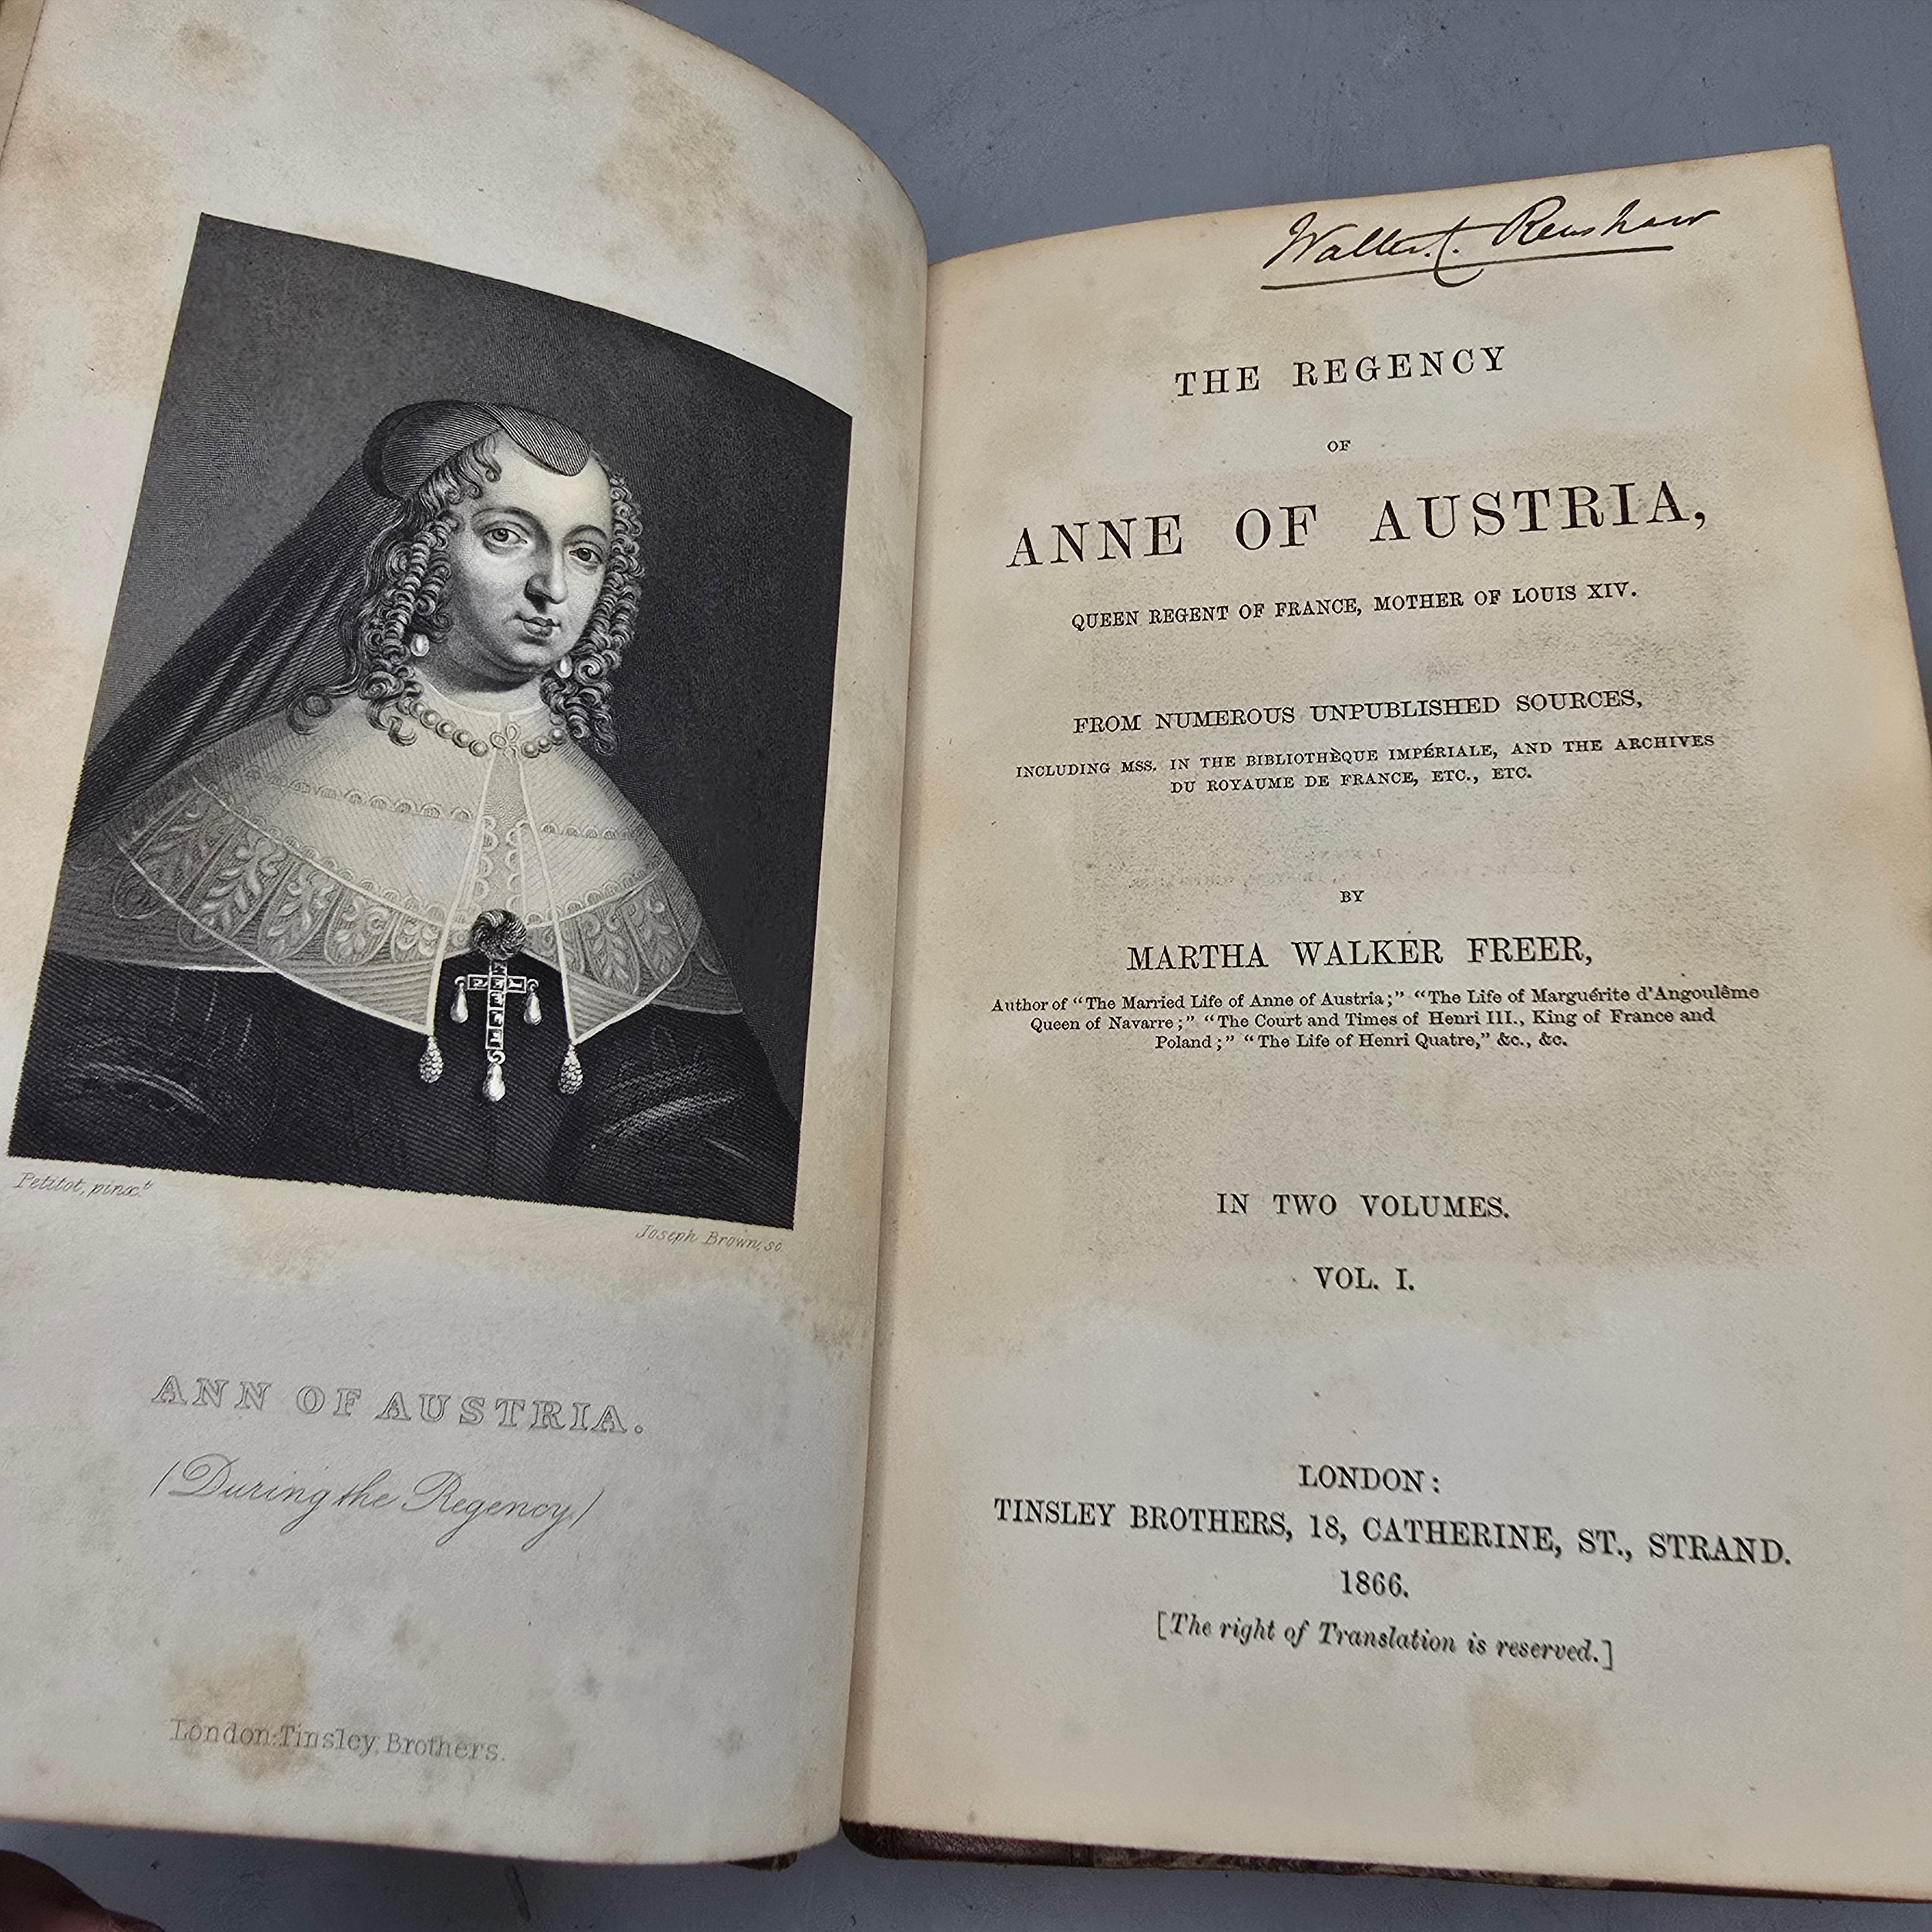 Petitot, pinx.t
Joseph Brown, sc.
ANN OF AUSTRIA.
(During the Regency)
London: Tinsley, Brothers.
Walter C. Renshaw
THE REGENCY
OF
ANNE OF AUSTRIA,
QUEEN REGENT OF FRANCE, MOTHER OF LOUIS XIV.
FROM NUMEROUS UNPUBLISHED SOURCES,
INCLUDING MSS. IN THE BIBLIOTHÈQUE IMPÉRIALE, AND THE ARCHIVES
DU ROYAUME DE FRANCE, ETC., ETC.
BY
MARTHA WALKER FREER,
Author of “The Married Life of Anne of Austria;” “The Life of Marguérite d'Angoulême
Queen of Navarre;” “The Court and Times of Henri III., King of France and
Poland;” “The Life of Henri Quatre,” &c., &c.
IN TWO VOLUMES.
VOL. I.
LONDON:
TINSLEY BROTHERS, 18, CATHERINE, ST., STRAND.
1866.
[The right of Translation is reserved.]